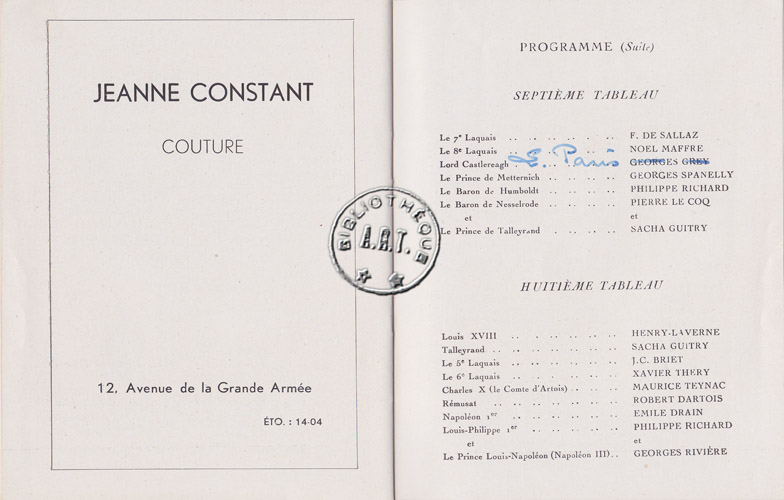 JEANNE CONSTANT
COUTURE
12, Avenue de la Grande Armée
ÉTO. : 14-04
BIBLIOTHÈQUE
A.R.T.
PROGRAMME (Suite)
SEPTIÈME TABLEAU
Le 7e Laquais .. .. .. .. .. .. F. DE SALLAZ
Le 8e Laquais .. .. .. .. .. .. NOEL MAFFRE
Lord Castlereagh . E. Paris GEORGES GREY
Le Prince de Metternich .. .. .. .. GEORGES SPANELLY
Le Baron de Humboldt .. .. .. .. PHILIPPE RICHARD
Le Baron de Nesselrode .. .. .. .. PIERRE LE COQ
et et
Le Prince de Talleyrand .. .. .. .. SACHA GUITRY
HUITIÈME TABLEAU
Louis XVIII .. .. .. .. .. .. HENRY-LAVERNE
Talleyrand .. .. .. .. .. .. .. SACHA GUITRY
Le 5e Laquais .. .. .. .. .. .. J.C. BRIET
Le 6e Laquais .. .. .. .. .. .. XAVIER THERY
Charles X (le Comte d'Artois) .. .. .. MAURICE TEYNAC
Rémusat .. .. .. .. .. .. .. ROBERT DARTOIS
Napoléon 1er .. .. .. .. .. .. EMILE DRAIN
Louis-Philippe 1er .. .. .. .. .. PHILIPPE RICHARD
et et
Le Prince Louis-Napoléon (Napoléon III) .. GEORGES RIVIÈRE